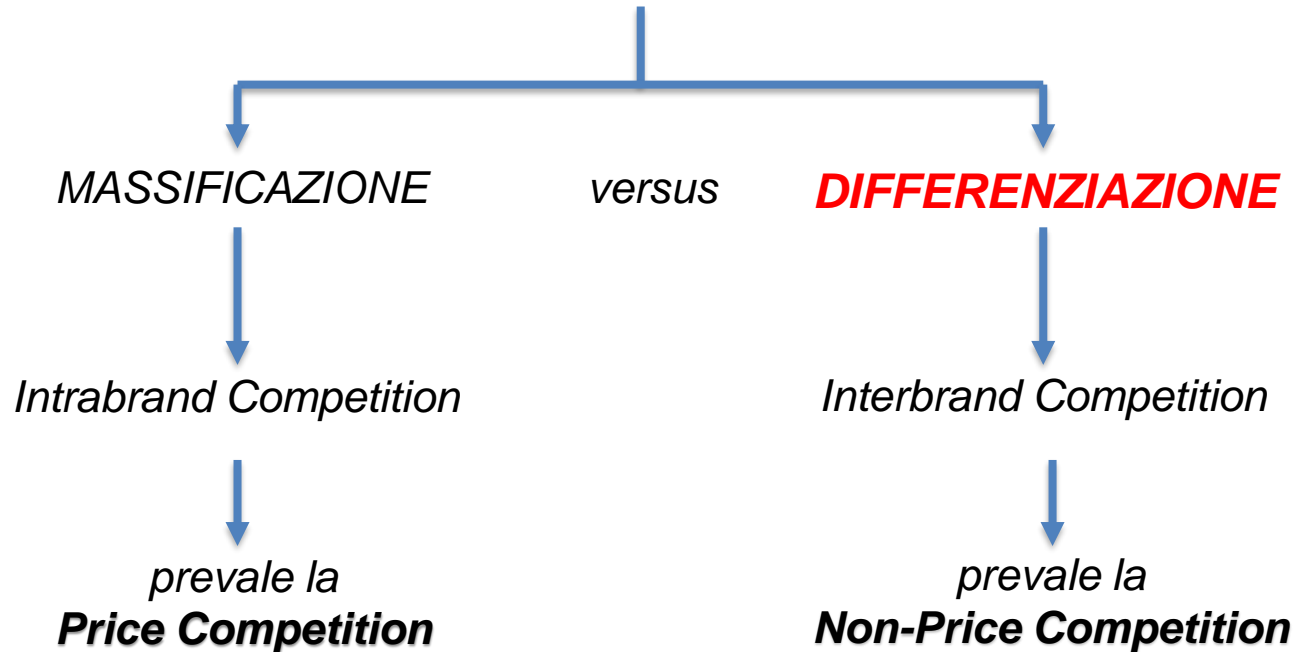 MASSIFICAZIONE versus DIFFERENZIAZIONE
Intrabrand Competition
Interbrand Competition
prevale la
Price Competition
prevale la
Non-Price Competition